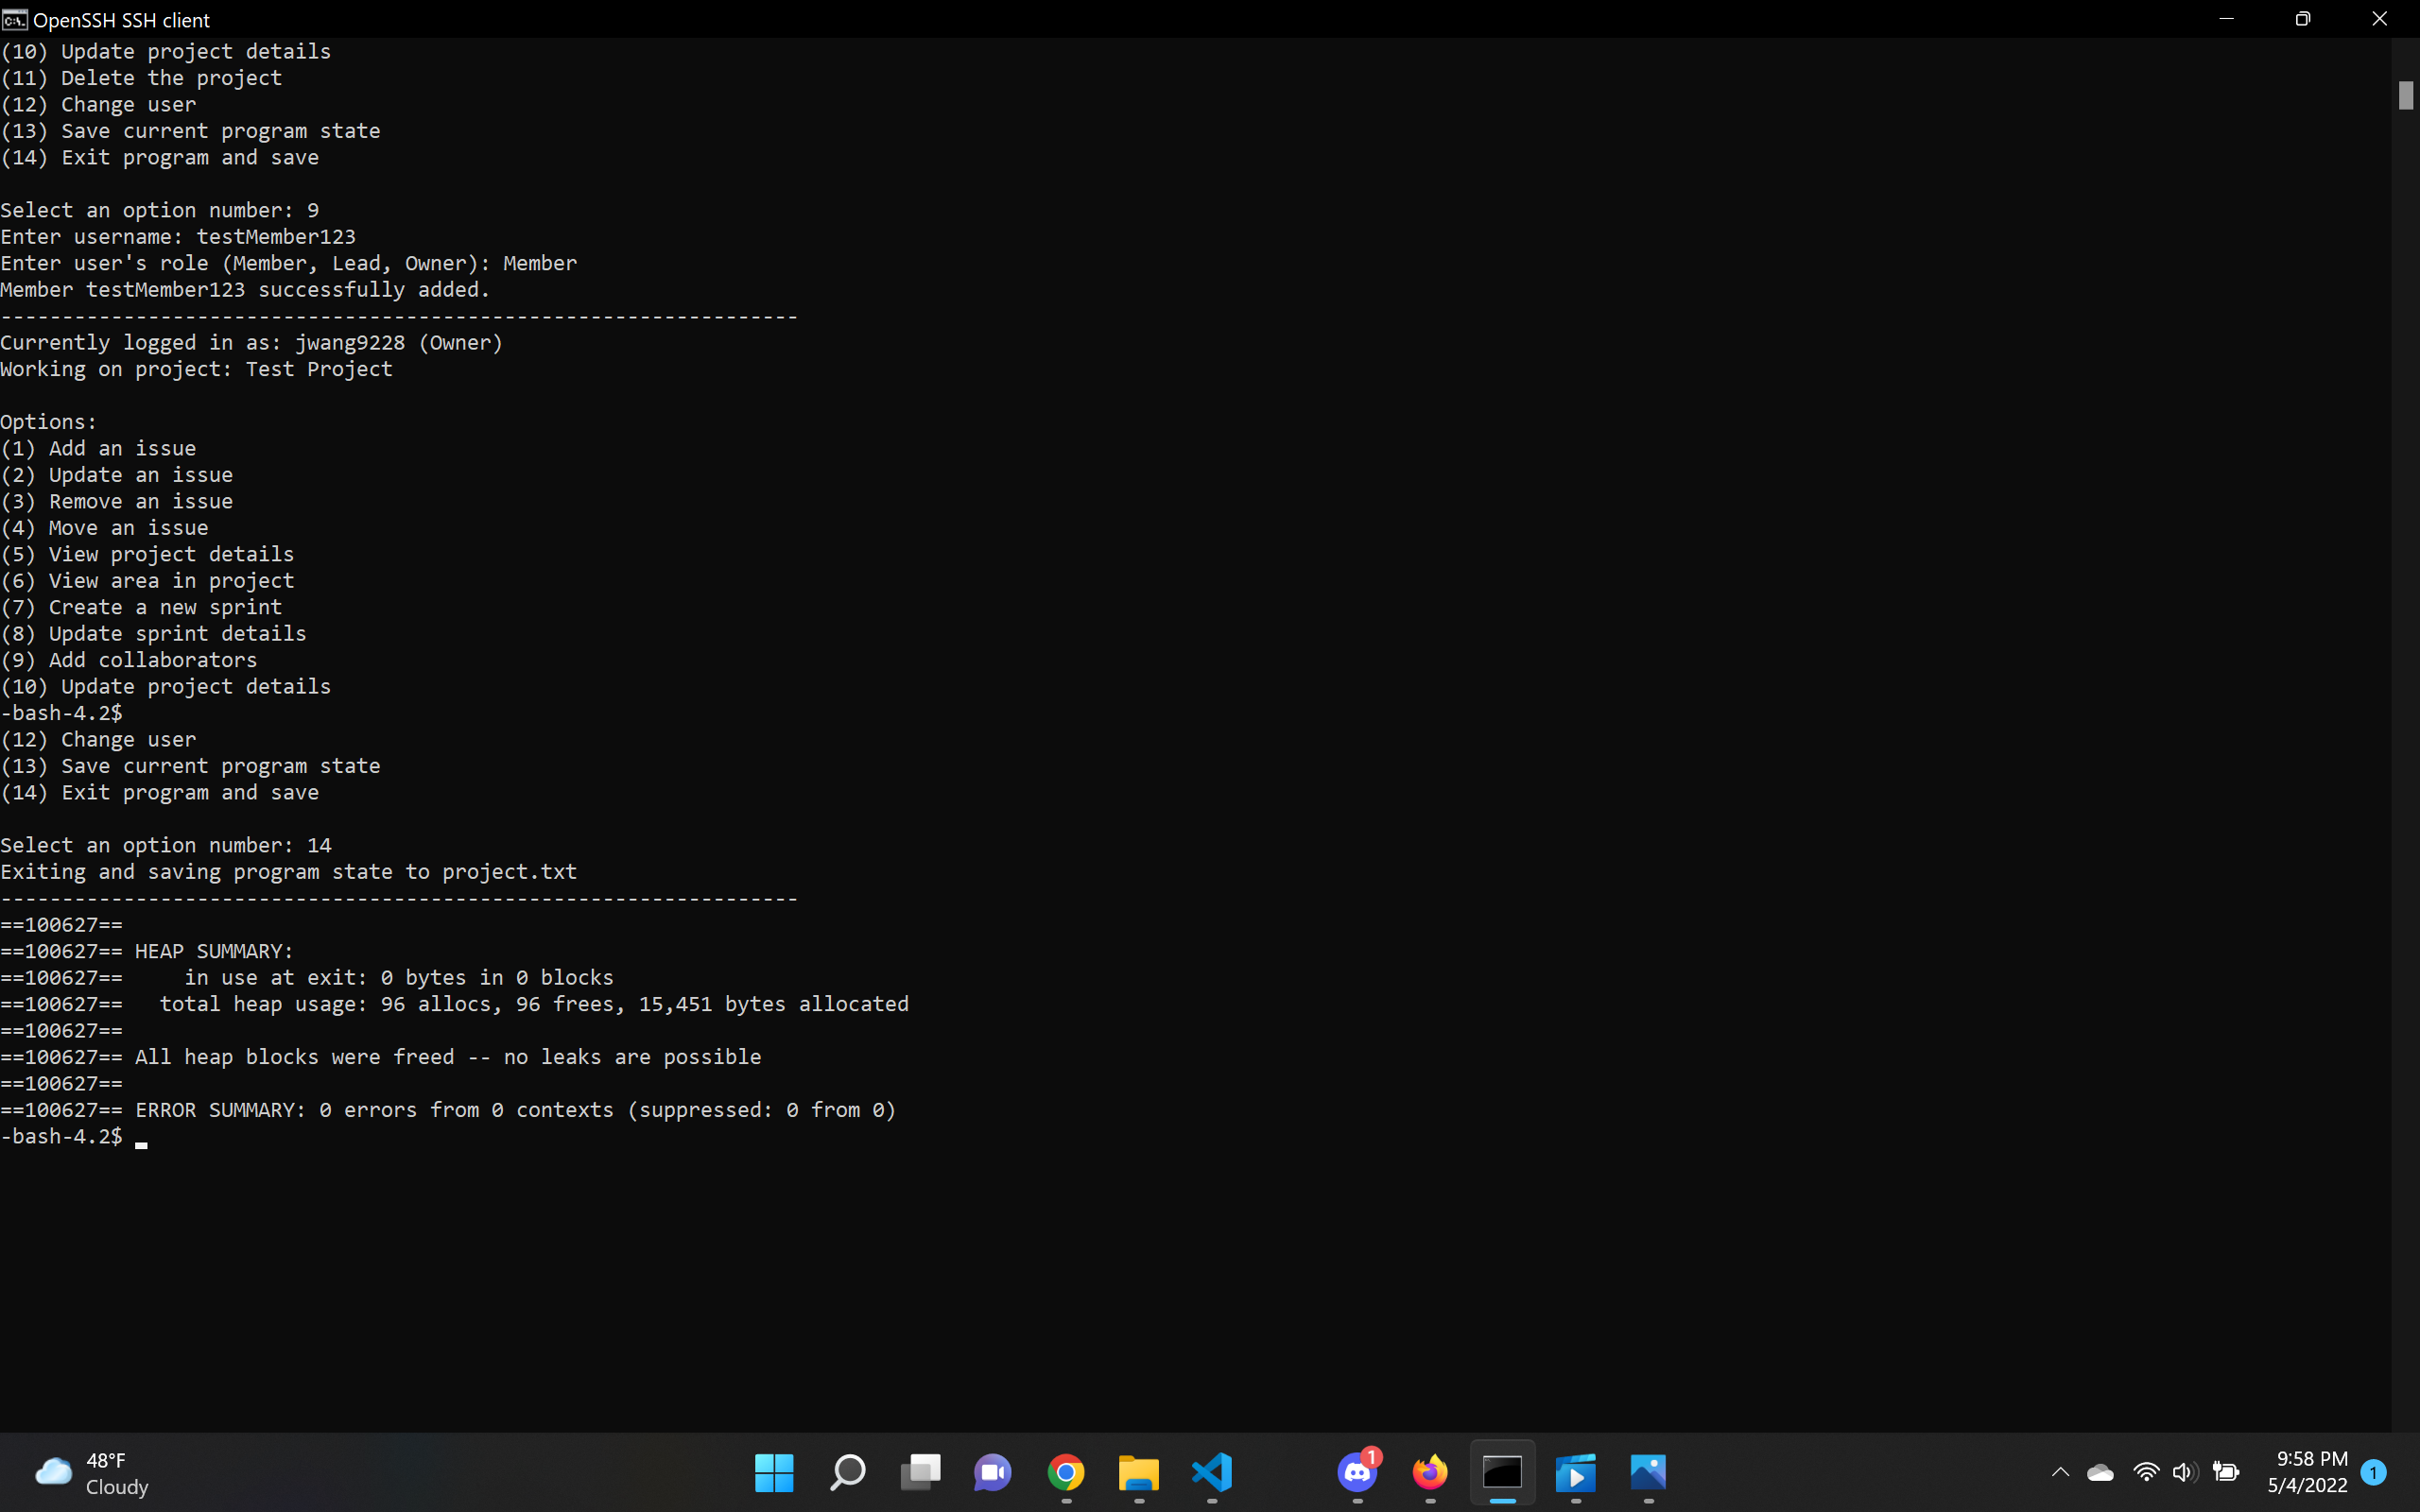 OpenSSH SSH client
(10) Update project details
(11) Delete the project
(12) Change user
(13) Save current program state
(14) Exit program and save
Select an option number: 9
Enter username: testMember123
Enter user's role (Member, Lead, Owner): Member
Member testMember123 successfully added.
-----------------------------------------------------------------
Currently logged in as: jwang9228 (Owner)
Working on project: Test Project
Options:
(1) Add an issue
(2) Update an issue
(3) Remove an issue
(4) Move an issue
(5) View project details
(6) View area in project
(7) Create a new sprint
(8) Update sprint details
(9) Add collaborators
(10) Update project details
-bash-4.2$
(12) Change user
(13) Save current program state
(14) Exit program and save
Select an option number: 14
Exiting and saving program state to project.txt
-----------------------------------------------------------------
==100627==
==100627== HEAP SUMMARY:
==100627==     in use at exit: 0 bytes in 0 blocks
==100627==   total heap usage: 96 allocs, 96 frees, 15,451 bytes allocated
==100627==
==100627== All heap blocks were freed -- no leaks are possible
==100627==
==100627== ERROR SUMMARY: 0 errors from 0 contexts (suppressed: 0 from 0)
-bash-4.2$
48°F
Cloudy
1
9:58 PM
5/4/2022
1